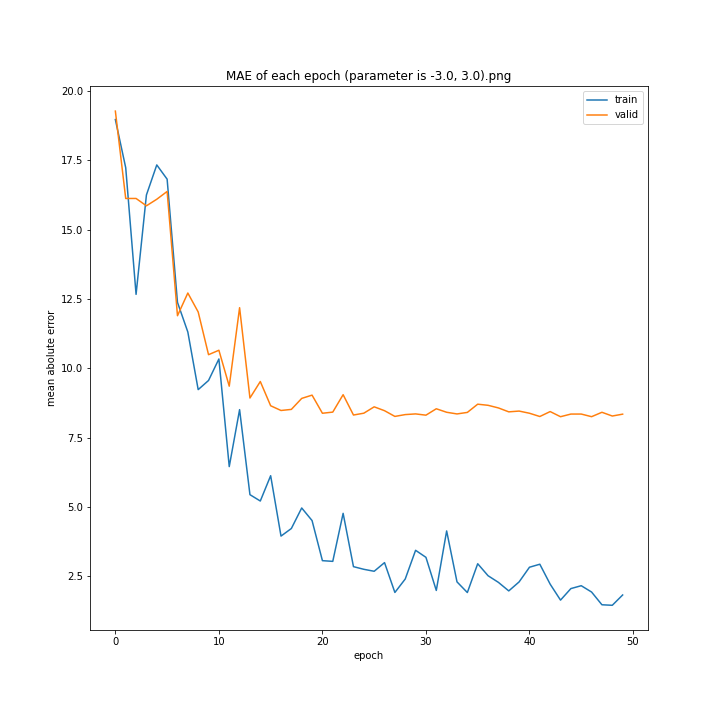 MAE of each epoch (parameter is -3.0, 3.0).png
train
valid
20.0
17.5
15.0
12.5
10.0
7.5
5.0
2.5
mean abolute error
0
10
20
30
40
50
epoch